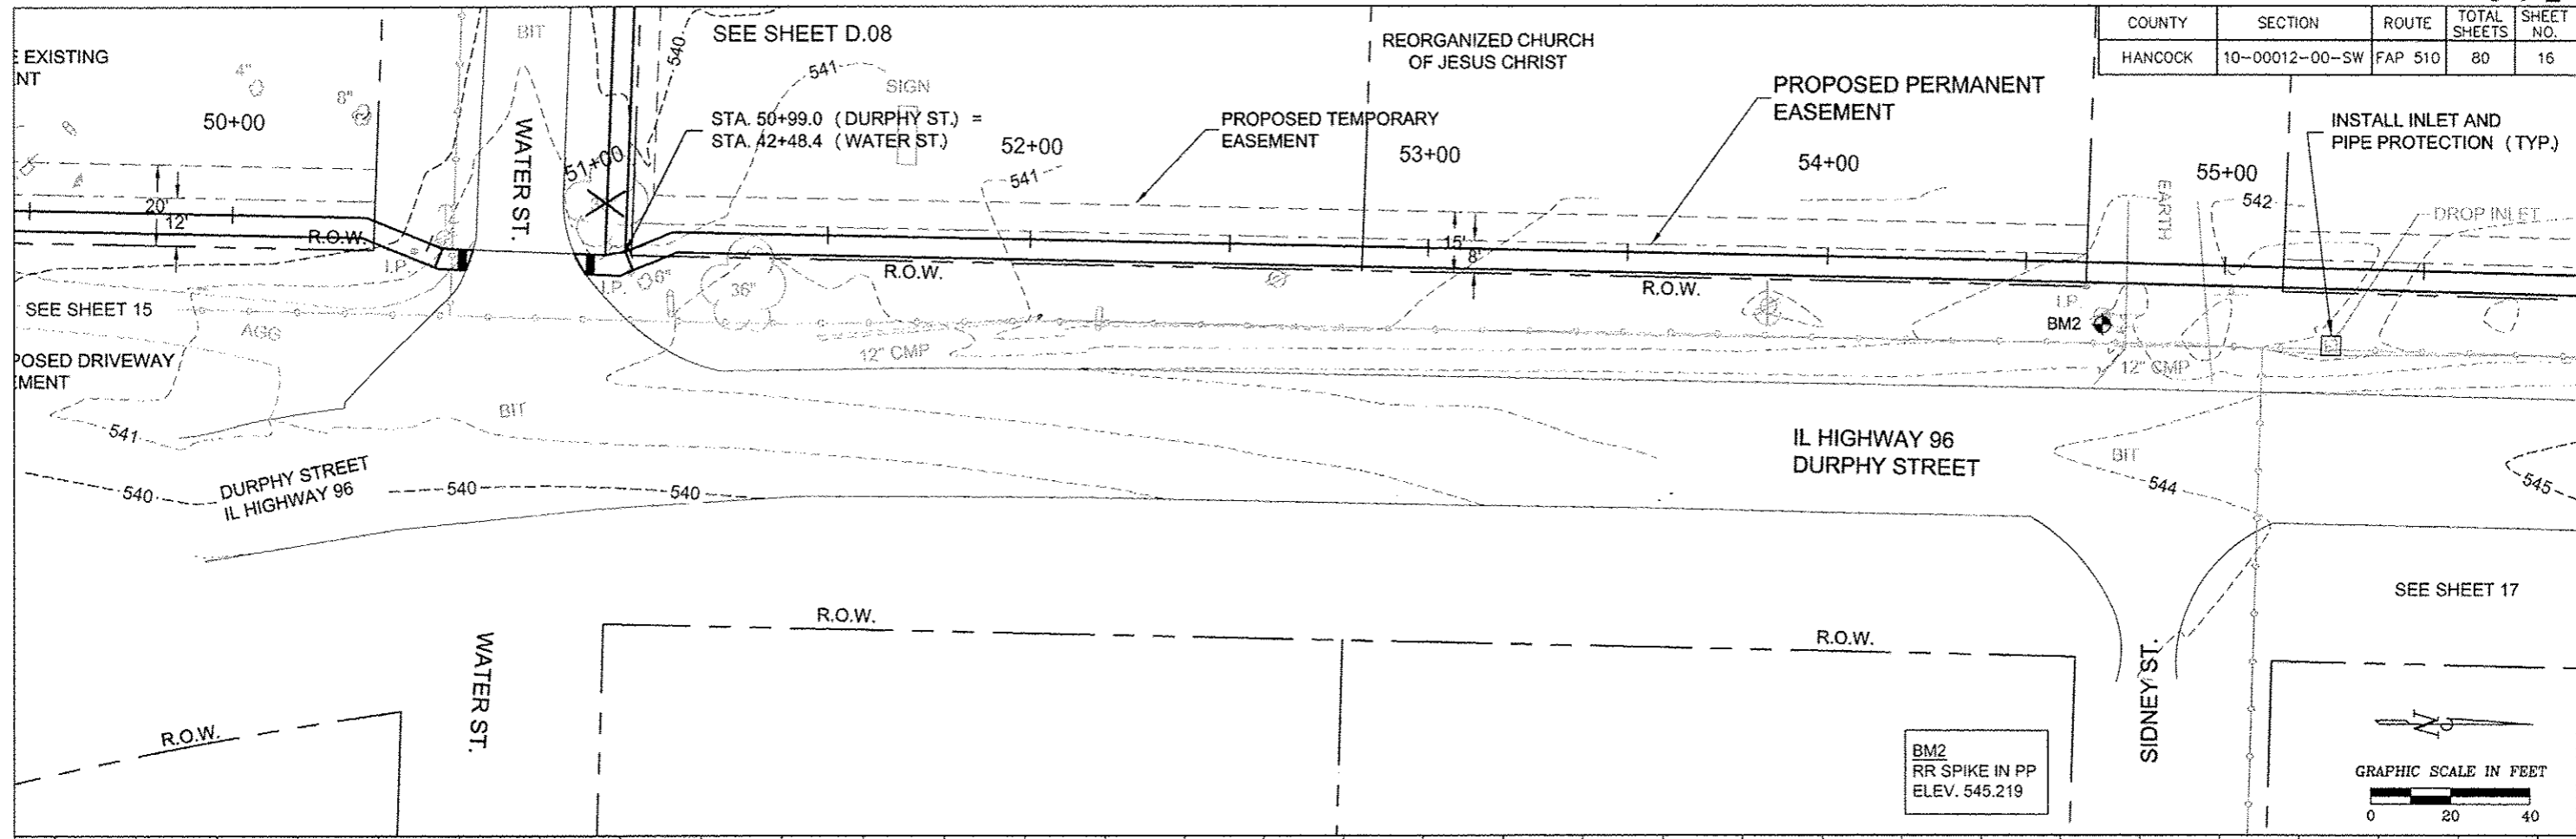 COUNTY SECTION ROUTE TOTAL SHEETS SHEET NO.
HANCOCK 10-00012-00-SW FAP 510 80 16
EXISTING
SEE SHEET D.08
BIT
540
541
SIGN
REORGANIZED CHURCH
OF JESUS CHRIST
PROPOSED PERMANENT
EASEMENT
4"
8"
50+00
WATER ST.
51+00
STA. 50+99.0 ( DURPHY ST.) =
STA. 42+48.4 ( WATER ST.)
52+00
PROPOSED TEMPORARY
EASEMENT
53+00
54+00
INSTALL INLET AND
PIPE PROTECTION (TYP.)
55+00
541
EARTH
542
DROP INLET
20'
12'
R.O.W.
I.P.
I.P.
6"
36"
R.O.W.
15'
8'
R.O.W.
I.P.
BM2
SEE SHEET 15
AGG
12" CMP
12" CMP
DRIVEWAY
541
BIT
540
DURPHY STREET
IL HIGHWAY 96
540
540
IL HIGHWAY 96
DURPHY STREET
BIT
544
545
SEE SHEET 17
R.O.W.
R.O.W.
WATER ST.
SIDNEY ST.
R.O.W.
BM2
RR SPIKE IN PP
ELEV. 545.219
N
GRAPHIC SCALE IN FEET
0 20 40